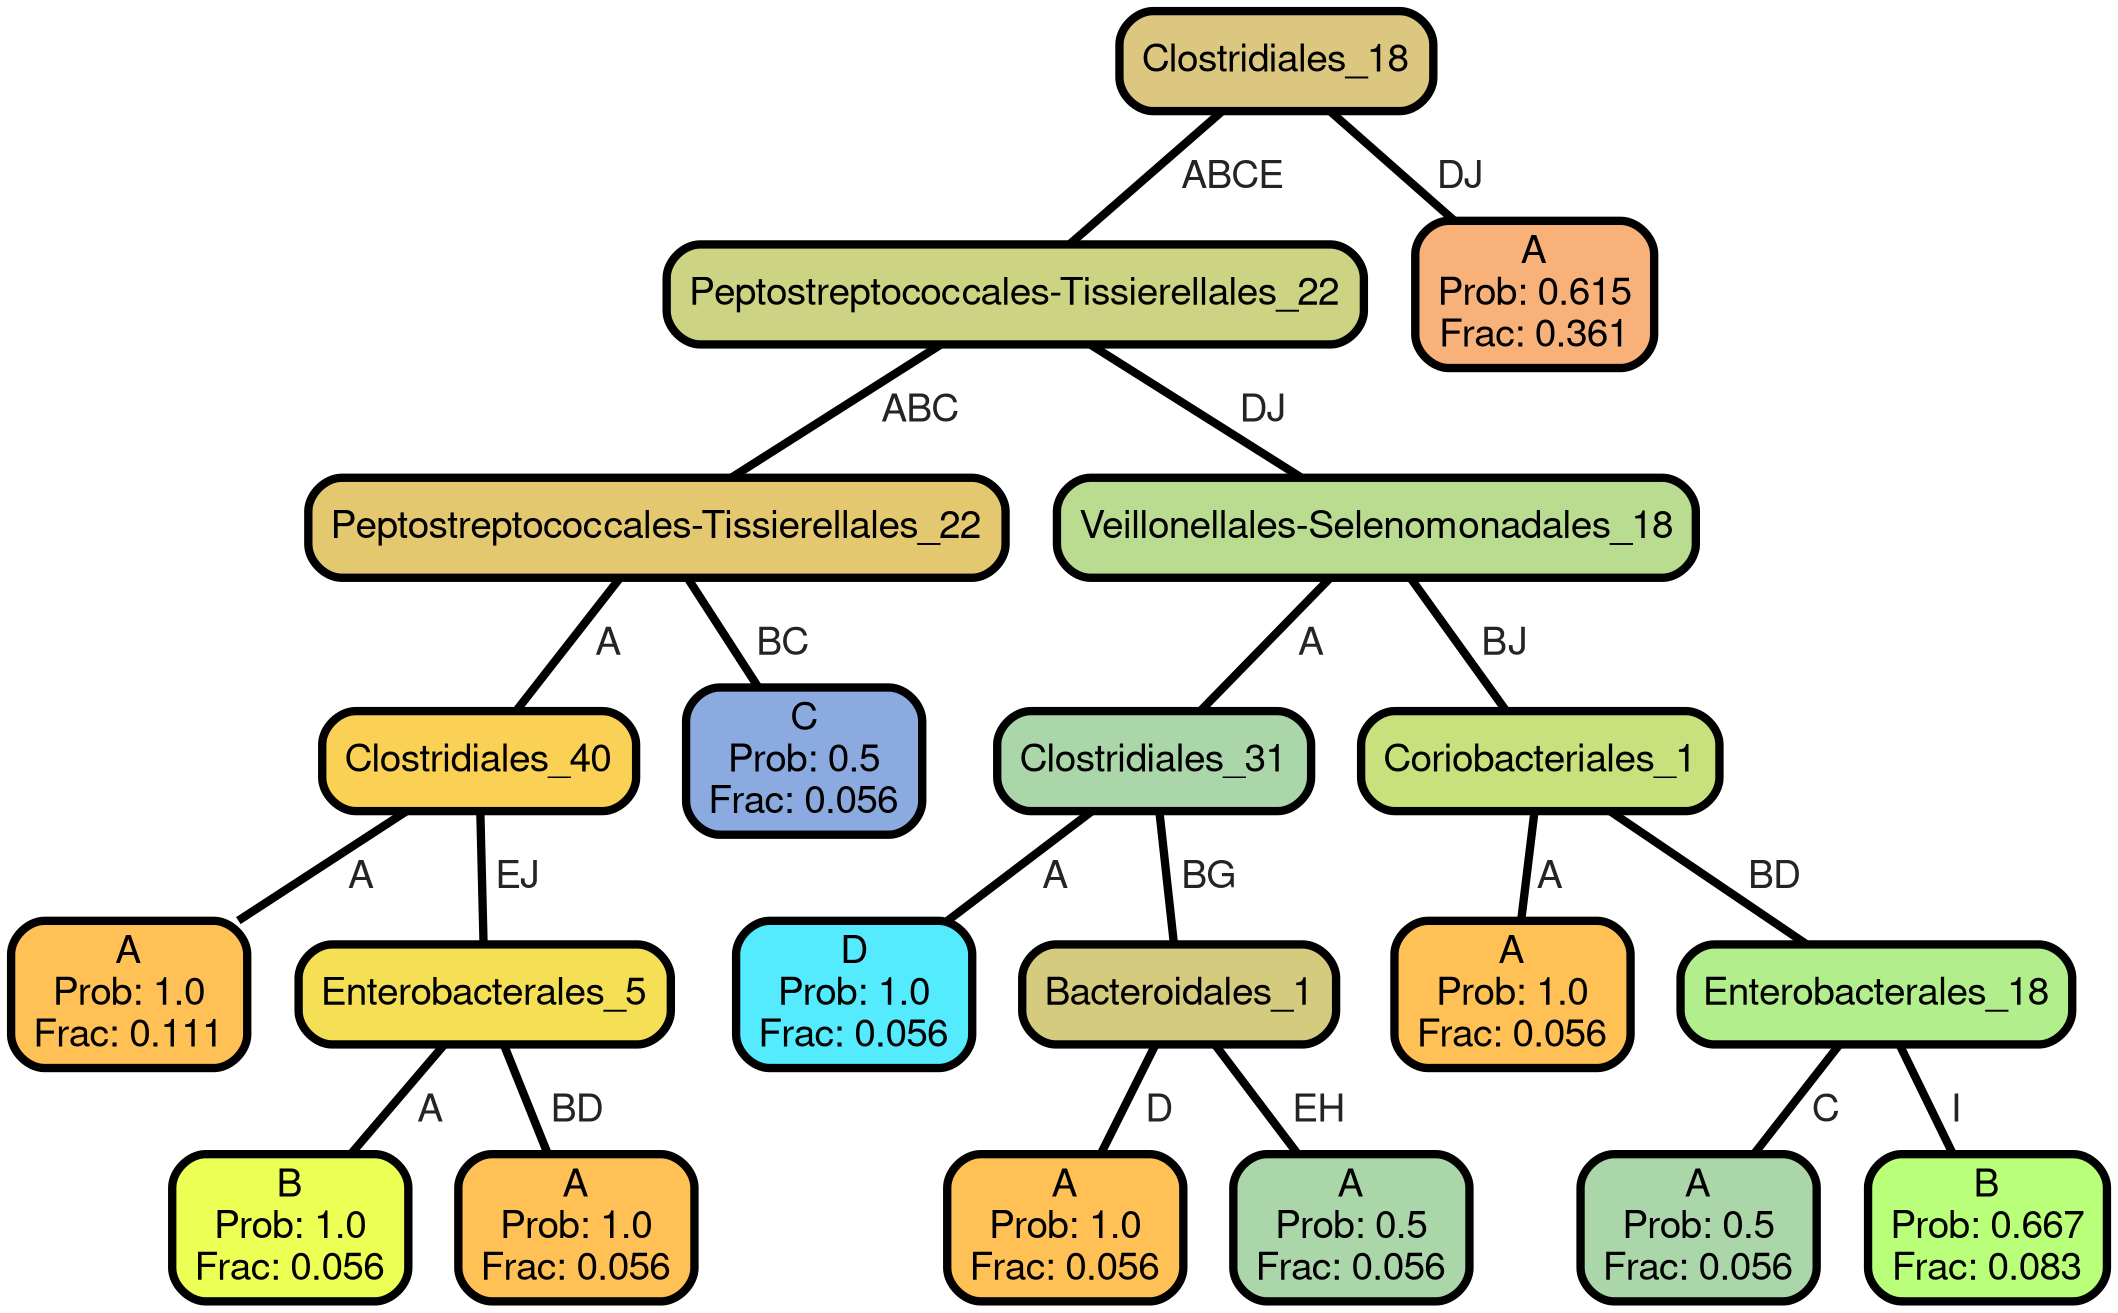 Clostridiales_18
ABCE
DJ
Peptostreptococcales-Tissierellales_22
A
Prob: 0.615
Frac: 0.361
ABC
DJ
Peptostreptococcales-Tissierellales_22
Veillonellales-Selenomonadales_18
A
BC
A
BJ
Clostridiales_40
C
Prob: 0.5
Frac: 0.056
Clostridiales_31
Coriobacteriales_1
A
EJ
A
BG
A
BD
A
Prob: 1.0
Frac: 0.111
Enterobacterales_5
D
Prob: 1.0
Frac: 0.056
Bacteroidales_1
A
Prob: 1.0
Frac: 0.056
Enterobacterales_18
A
BD
D
EH
C
I
B
Prob: 1.0
Frac: 0.056
A
Prob: 1.0
Frac: 0.056
A
Prob: 1.0
Frac: 0.056
A
Prob: 0.5
Frac: 0.056
A
Prob: 0.5
Frac: 0.056
B
Prob: 0.667
Frac: 0.083